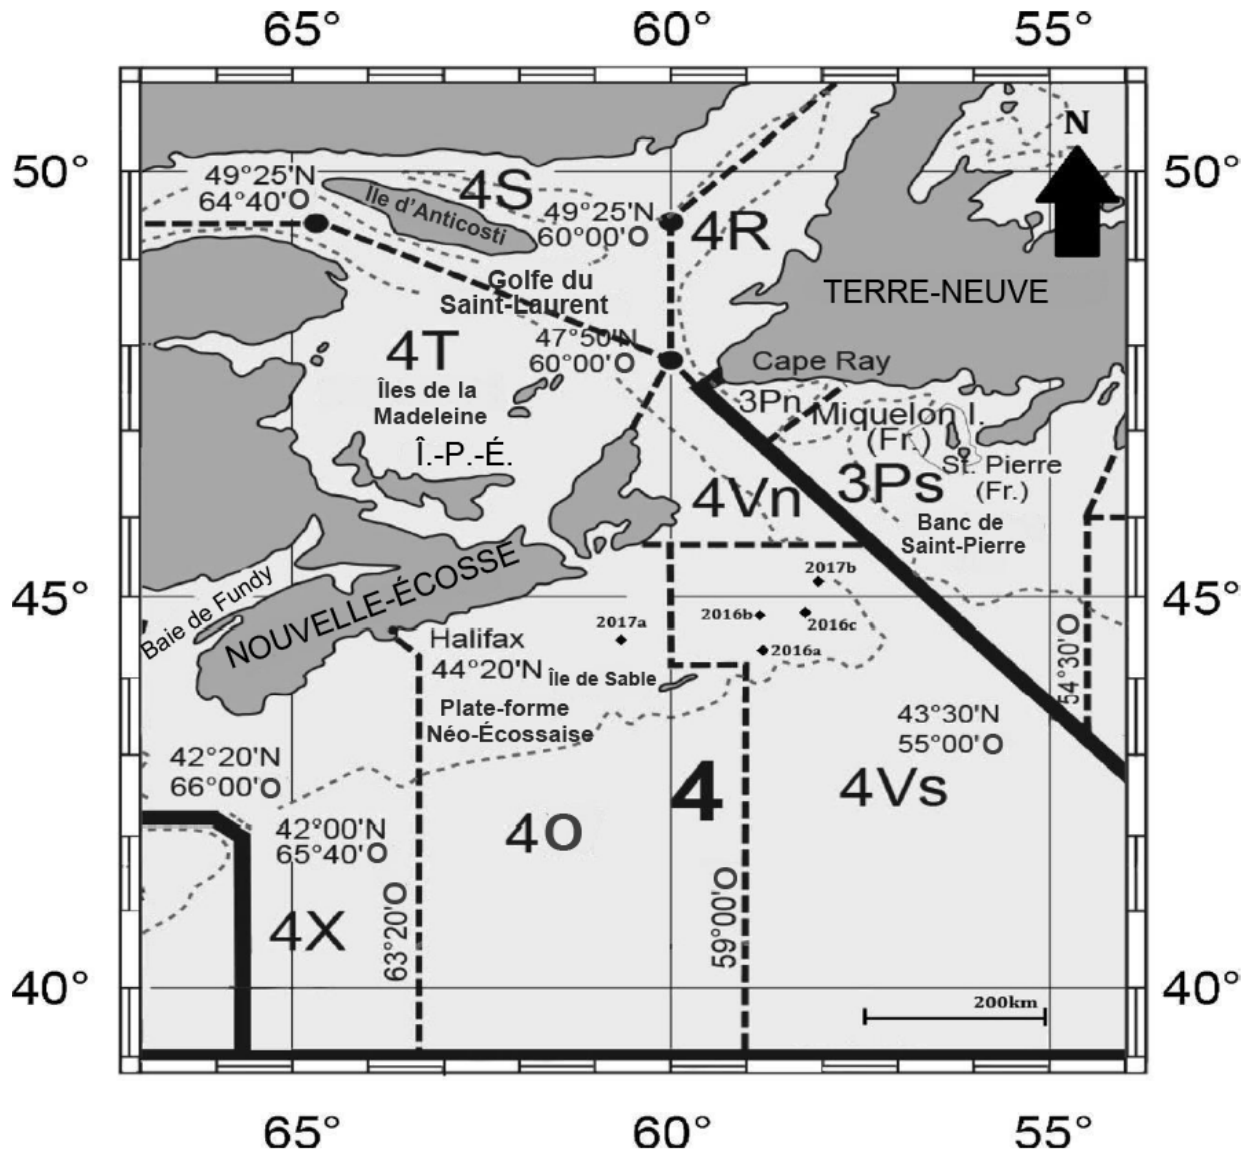 65°
60°
55°
50°
50°
N
49°25'N
64°40'O
4S
Ile d'Anticosti
49°25'N
60°00'O
4R
Golfe du
Saint-Laurent
TERRE-NEUVE
4T
47°50'N
60°00'O
Cape Ray
Îles de la
Madeleine
3Pn
Miquelon I.
(Fr.)
Î.-P.-É.
St. Pierre
(Fr.)
4Vn
3Ps
Banc de
Saint-Pierre
45°
45°
NOUVELLE-ÉCOSSE
Baie de Fundy
2017b
2016b
2016c
2017a
2016a
Halifax
44°20'N
Île de Sable
54°30'O
Plate-forme
Néo-Écossaise
43°30'N
55°00'O
42°20'N
66°00'O
4
4Vs
42°00'N
65°40'O
4O
4X
63°20'O
59°00'O
40°
40°
200km
65°
60°
55°